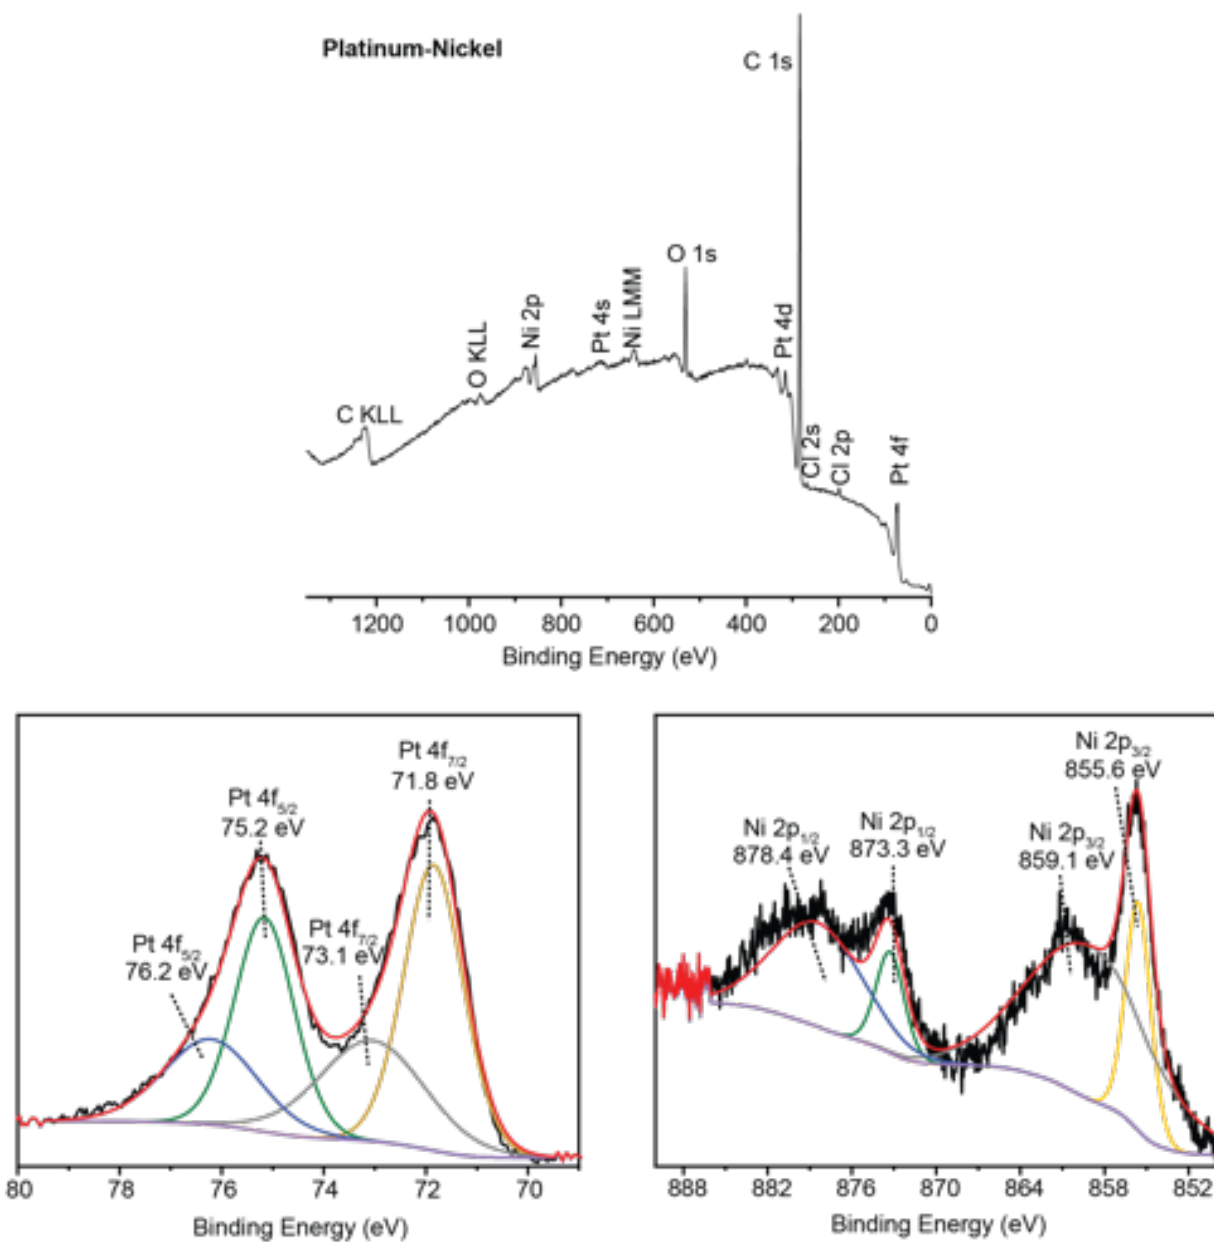 Platinum-Nickel
C 1s
O 1s
C KLL
O KLL
Ni 2p
Pt 4s
Ni LMM
Pt 4d
Cl 2s
Cl 2p
Pt 4f
1200 1000 800 600 400 200 0
Binding Energy (eV)
Pt 4f7/2
71.8 eV
Pt 4f5/2
75.2 eV
Pt 4f7/2
73.1 eV
Pt 4f5/2
76.2 eV
80 78 76 74 72 70
Binding Energy (eV)
Ni 2p3/2
855.6 eV
Ni 2p1/2
878.4 eV
Ni 2p1/2
873.3 eV
Ni 2p3/2
859.1 eV
888 882 876 870 864 855 852
Binding Energy (eV)